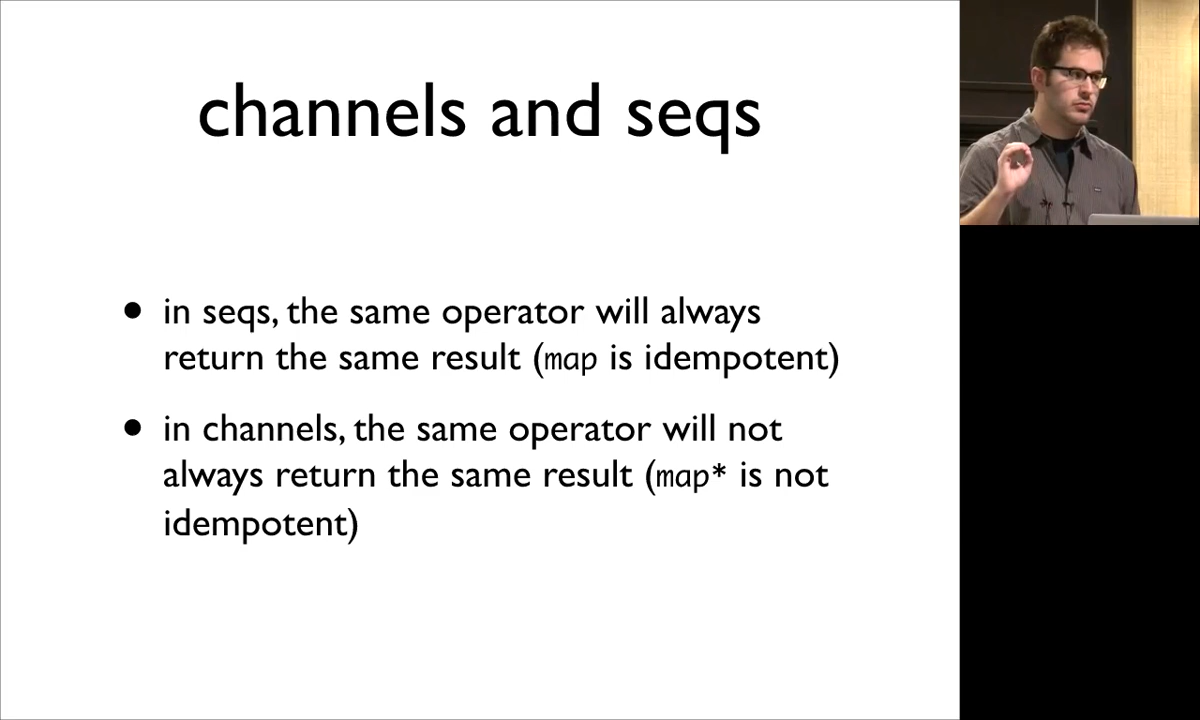 channels and seqs
• in seqs, the same operator will always
return the same result (map is idempotent)
• in channels, the same operator will not
always return the same result (map* is not
idempotent)